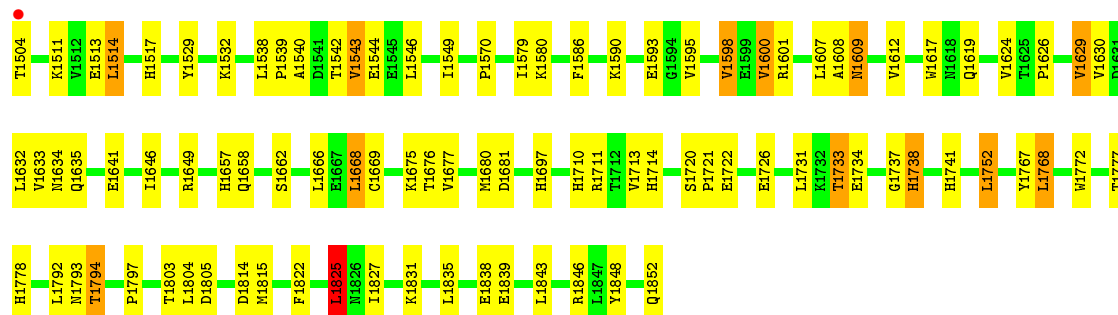 T1504 K1511 V1512 E1513 L1514 H1517 Y1529 K1532 L1538 P1539 A1540 D1541 T1542 V1543 E1544 E1545 L1546 I1549 P1570 I1579 K1580 F1586 K1590 E1593 G1594 V1595 V1598 E1599 V1600 R1601 L1607 A1608 N1609 V1612 W1617 N1618 Q1619 V1624 T1625 P1626 V1629 V1630 D1631
L1632 V1633 N1634 Q1635 E1641 I1646 R1649 H1657 Q1658 S1662 L1666 E1667 L1668 C1669 K1675 T1676 V1677 M1680 D1681 H1697 H1710 R1711 T1712 V1713 H1714 S1720 P1721 E1722 E1726 L1731 K1732 T1733 E1734 G1737 H1738 H1741 L1752 Y1767 L1768 W1772 T1777
H1778 L1792 N1793 T1794 P1797 T1803 L1804 D1805 D1814 M1815 F1822 L1825 N1826 I1827 K1831 L1835 E1838 E1839 L1843 R1846 L1847 Y1848 Q1852